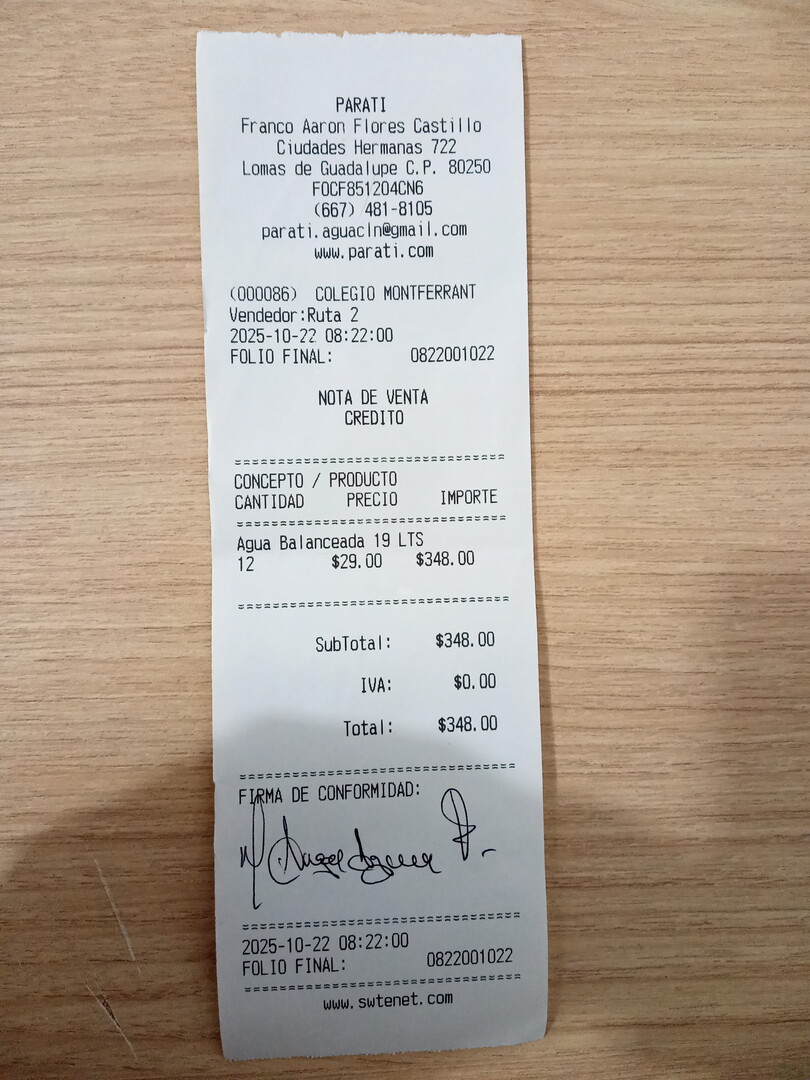 PARATI
Franco Aaron Flores Castillo
Ciudades Hermanas 722
Lomas de Guadalupe C.P. 80250
FOCF851204CN6
(667) 481-8105
parati.aguacln@gmail.com
www.parati.com
(000086) COLEGIO MONTFERRANT
Vendedor:Ruta 2
2025-10-22 08:22:00
FOLIO FINAL: 0822001022
NOTA DE VENTA
CREDITO
CONCEPTO / PRODUCTO
CANTIDAD PRECIO IMPORTE
Agua Balanceada 19 LTS
12 $29.00 $348.00
SubTotal: $348.00
IVA: $0.00
Total: $348.00
FIRMA DE CONFORMIDAD:
2025-10-22 08:22:00
FOLIO FINAL: 0822001022
www.swtenet.com